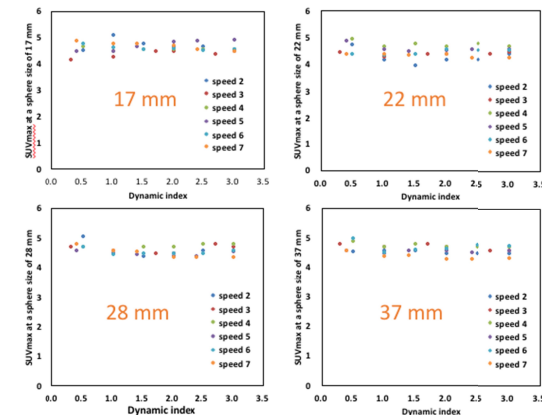 6
5
4
3
2
1
0
SUVmax at a sphere size of 17 mm
17 mm
speed 2
speed 3
speed 4
speed 5
speed 6
speed 7
0.0 0.5 1.0 1.5 2.0 2.5 3.0 3.5
Dynamic index
6
5
4
3
2
1
0
SUVmax at a sphere size of 22 mm
22 mm
speed 2
speed 3
speed 4
speed 5
speed 6
speed 7
0.0 0.5 1.0 1.5 2.0 2.5 3.0 3.5
Dynamic index
6
5
4
3
2
1
0
SUVmax at a sphere size of 28 mm
28 mm
speed 2
speed 3
speed 4
speed 5
speed 6
speed 7
0.0 0.5 1.0 1.5 2.0 2.5 3.0 3.5
Dynamic index
6
5
4
3
2
1
0
SUVmax at a sphere size of 37 mm
37 mm
speed 2
speed 3
speed 4
speed 5
speed 6
speed 7
0.0 0.5 1.0 1.5 2.0 2.5 3.0 3.5
Dynamic index